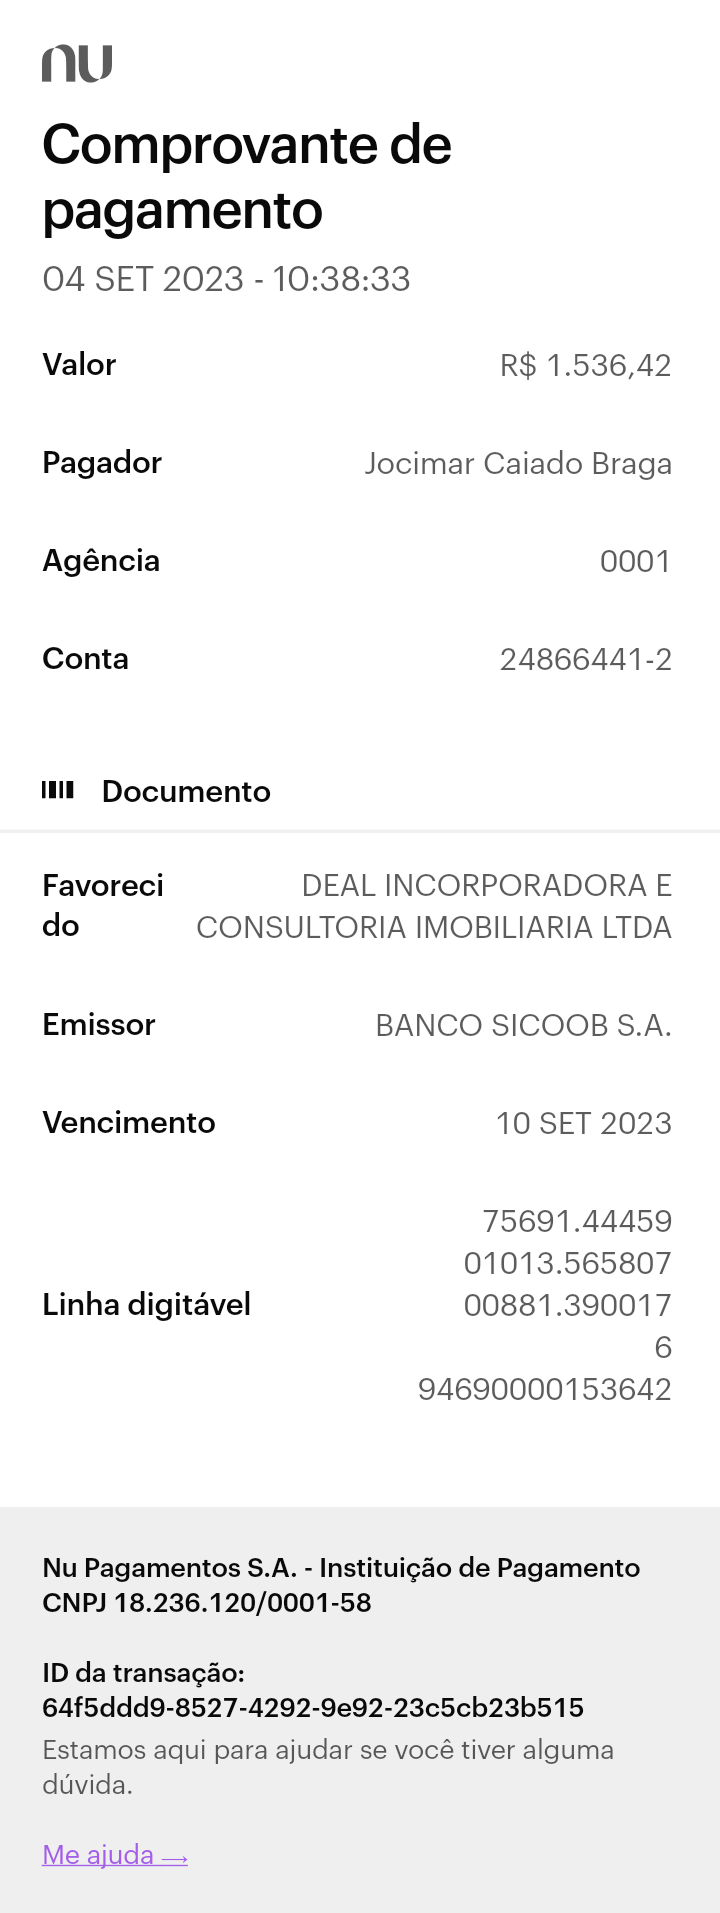 nu
Comprovante de
pagamento
04 SET 2023 - 10:38:33
Valor R$ 1.536,42
Pagador Jocimar Caiado Braga
Agência 0001
Conta 24866441-2
Documento
Favoreci DEAL INCORPORADORA E
do CONSULTORIA IMOBILIARIA LTDA
Emissor BANCO SICOOB S.A.
Vencimento 10 SET 2023
75691.44459
01013.565807
Linha digitável 00881.390017
6
94690000153642
Nu Pagamentos S.A. - Instituição de Pagamento
CNPJ 18.236.120/0001-58
ID da transação:
64f5ddd9-8527-4292-9e92-23c5cb23b515
Estamos aqui para ajudar se você tiver alguma
dúvida.
Me ajuda →